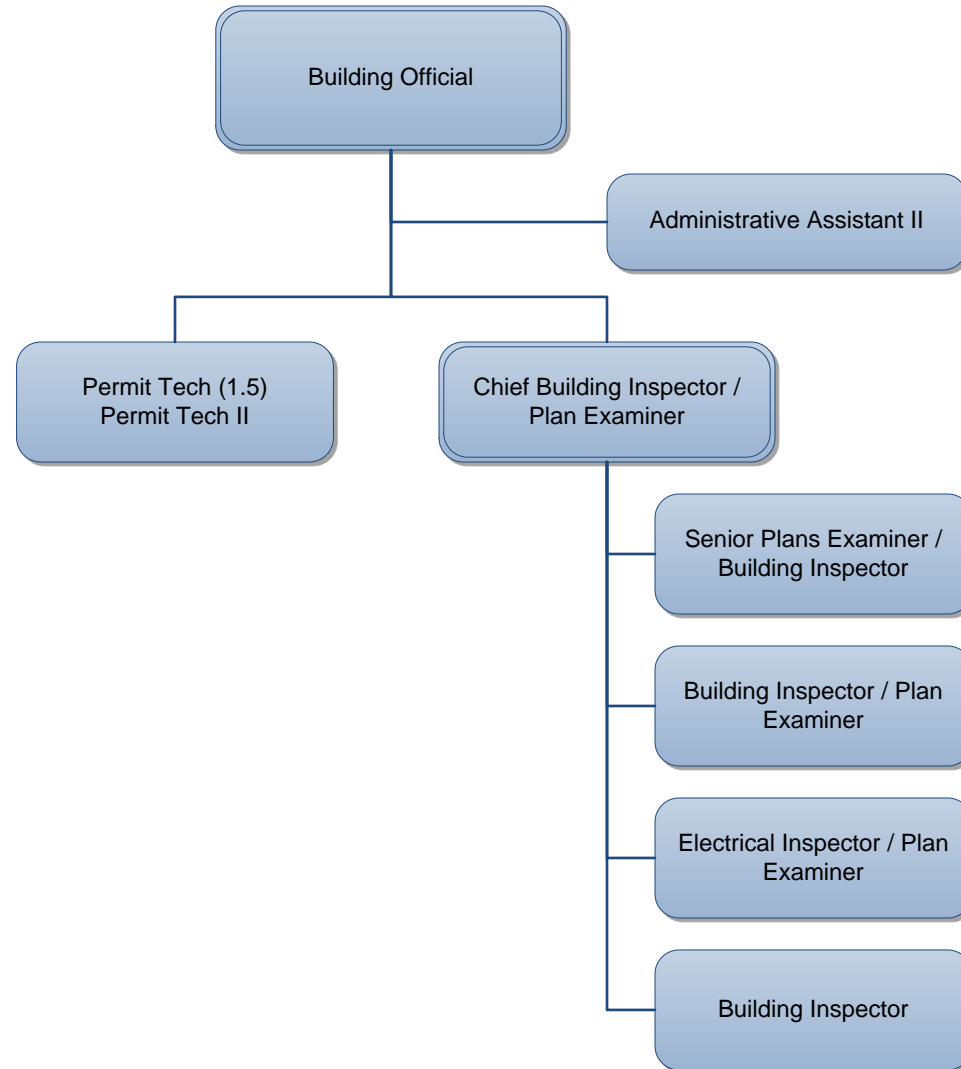 Building Official
Administrative Assistant II
Permit Tech (1.5)
Permit Tech II
Chief Building Inspector /
Plan Examiner
Senior Plans Examiner /
Building Inspector
Building Inspector / Plan
Examiner
Electrical Inspector / Plan
Examiner
Building Inspector